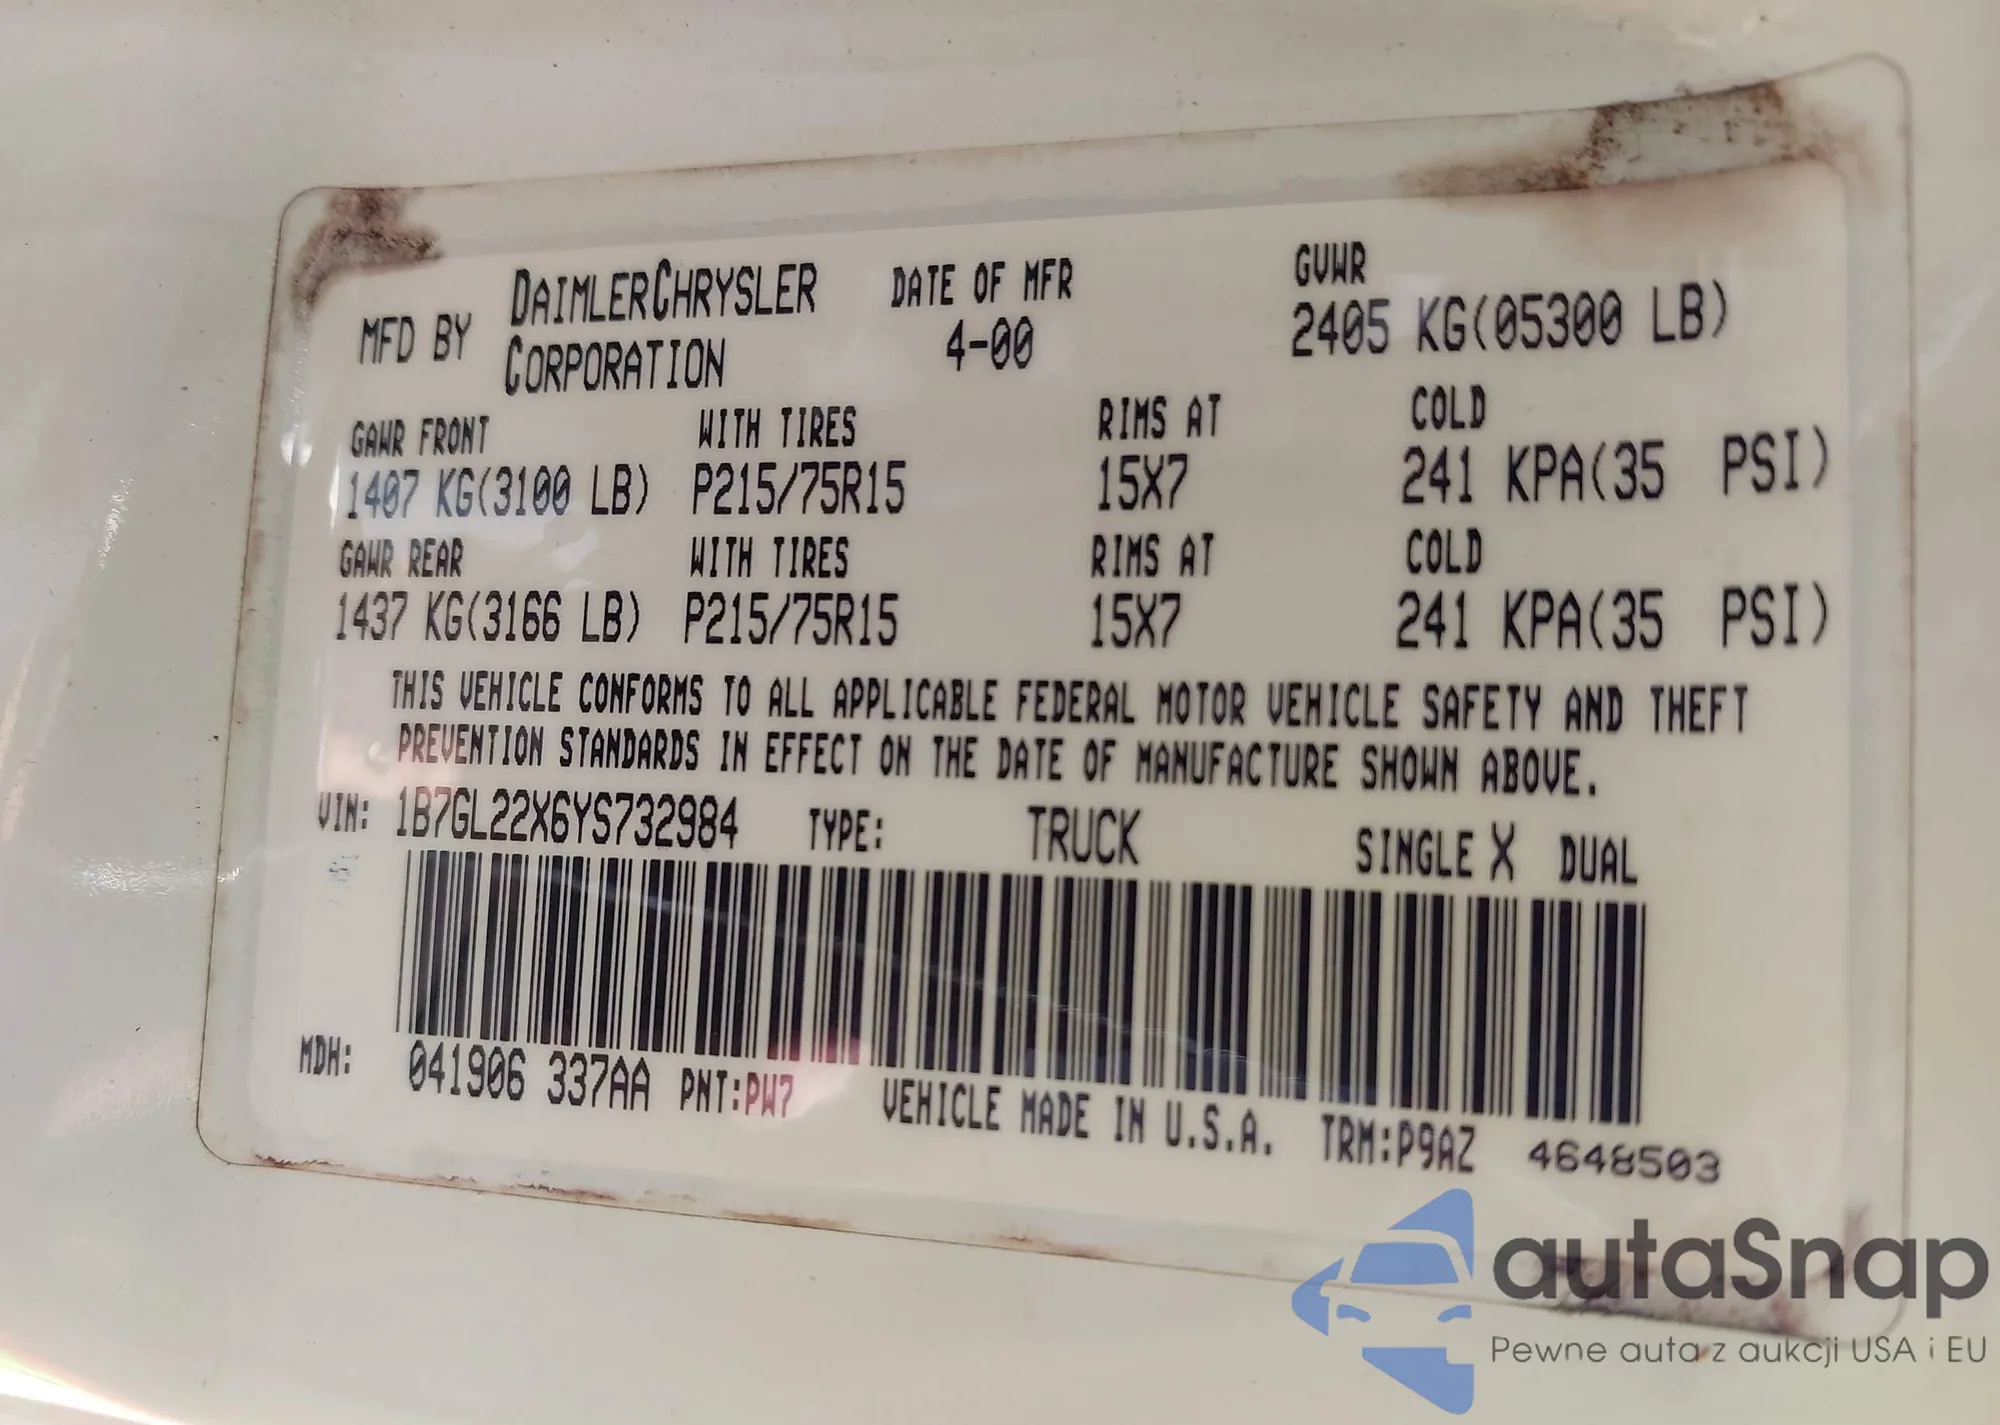 MFD BY DAIMLERCHRYSLER CORPORATION DATE OF MFR 4-00 GVWR 2405 KG(05300 LB)
GAWR FRONT WITH TIRES RIMS AT COLD
1407 KG(3100 LB) P215/75R15 15X7 241 KPA(35 PSI)
GAWR REAR WITH TIRES RIMS AT COLD
1437 KG(3166 LB) P215/75R15 15X7 241 KPA(35 PSI)
THIS VEHICLE CONFORMS TO ALL APPLICABLE FEDERAL MOTOR VEHICLE SAFETY AND THEFT
PREVENTION STANDARDS IN EFFECT ON THE DATE OF MANUFACTURE SHOWN ABOVE.
VIN: 1B7GL22X6YS732984 TYPE: TRUCK SINGLE X DUAL
MDH: 041906 337AA PNT:PW7 VEHICLE MADE IN U.S.A. TRM:P9AZ 4648503
autaSnap
Pewne auta z aukcji USA i EU